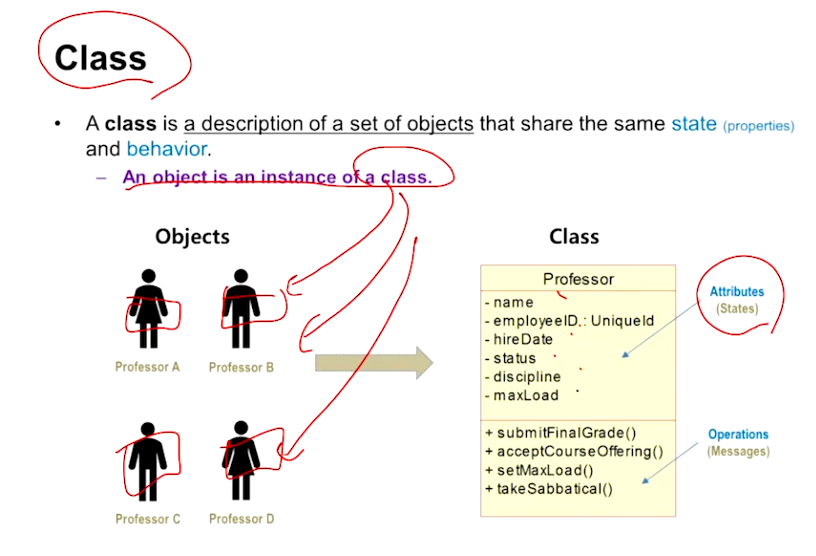 Class
• A class is a description of a set of objects that share the same state (properties)
and behavior.
– An object is an instance of a class.
Objects
Class
Professor A
Professor B
Professor C
Professor D
Professor
- name
- employeeID : UniqueId
- hireDate
- status
- discipline
- maxLoad
+ submitFinalGrade()
+ acceptCourseOffering()
+ setMaxLoad()
+ takeSabbatical()
Attributes
(States)
Operations
(Messages)